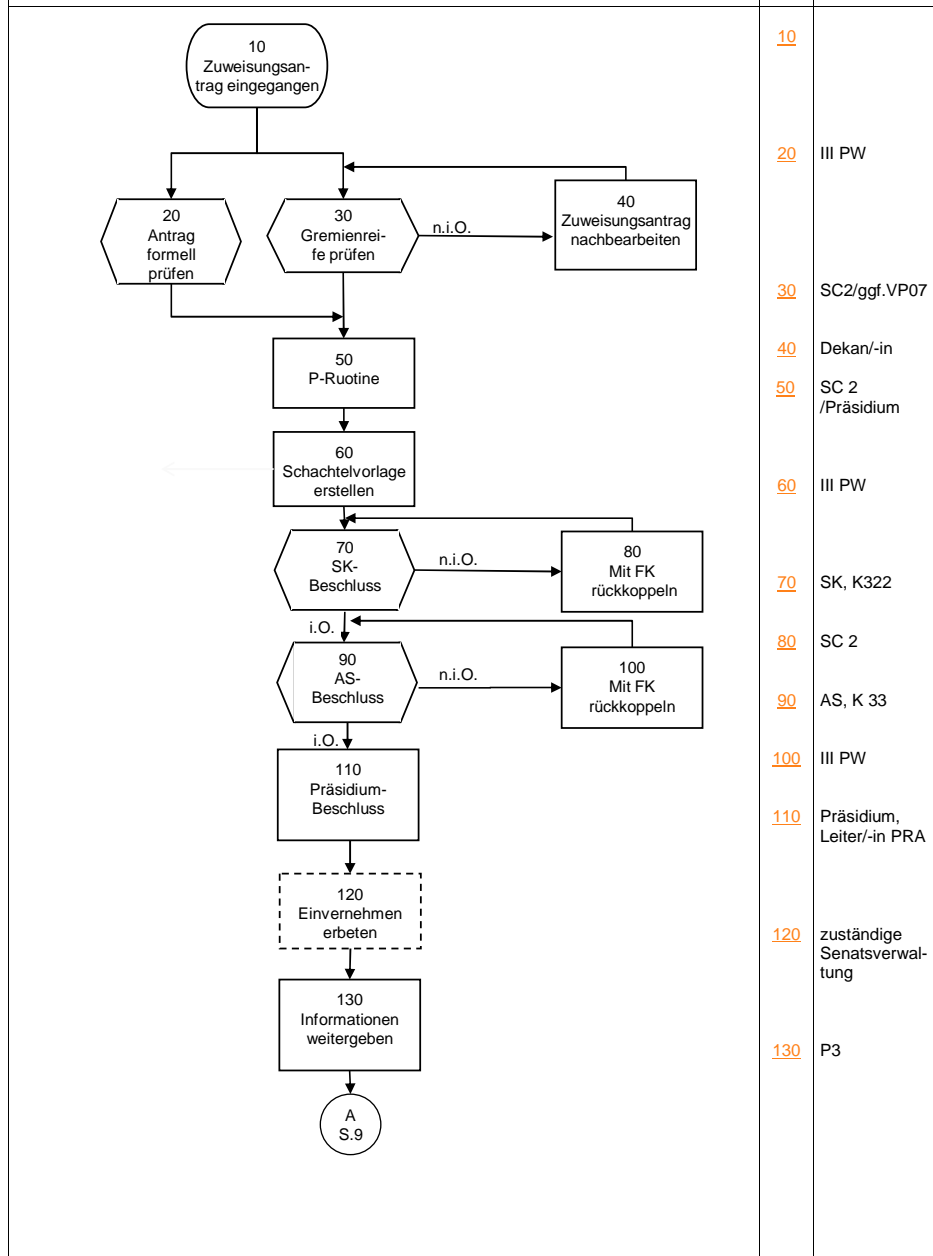 10
Zuweisungsan-
trag eingegangen
20
Antrag
formell
prüfen
30
Gremienrei-
fe prüfen
n.i.O.
40
Zuweisungsantrag
nachbearbeiten
50
P-Ruotine
60
Schachtelvorlage
erstellen
70
SK-
Beschluss
n.i.O.
80
Mit FK
rückkoppeln
i.O.
90
AS-
Beschluss
n.i.O.
100
Mit FK
rückkoppeln
i.O.
110
Präsidium-
Beschluss
120
Einvernehmen
erbeten
130
Informationen
weitergeben
A
S.9
10
20 III PW
30 SC2/ggf.VP07
40 Dekan/-in
50 SC 2
/Präsidium
60 III PW
70 SK, K322
80 SC 2
90 AS, K 33
100 III PW
110 Präsidium,
Leiter/-in PRA
120 zuständige
Senatsverwal-
tung
130 P3